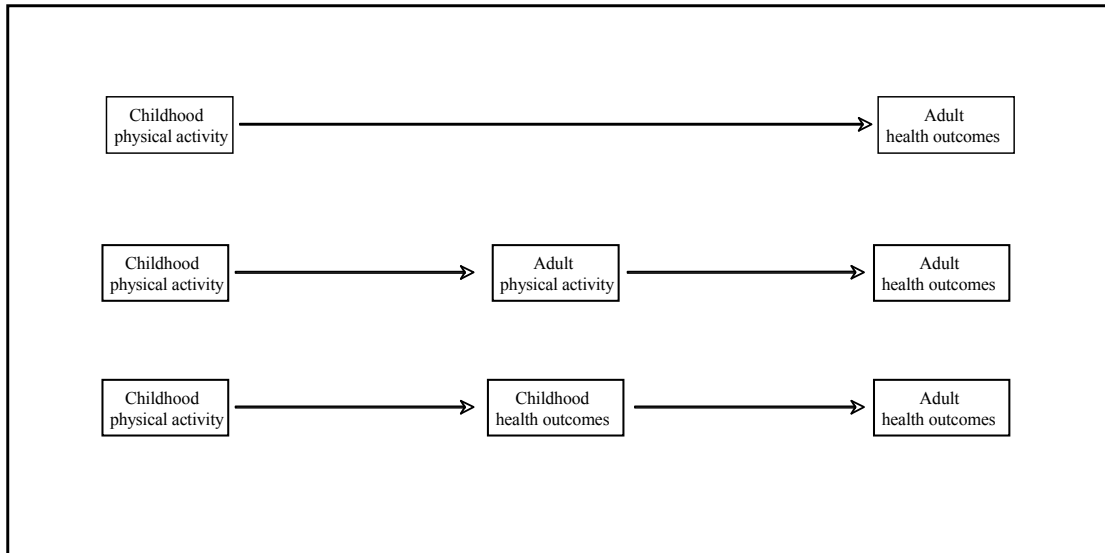 Childhood
physical activity
Adult
health outcomes
Childhood
physical activity
Adult
physical activity
Adult
health outcomes
Childhood
physical activity
Childhood
health outcomes
Adult
health outcomes